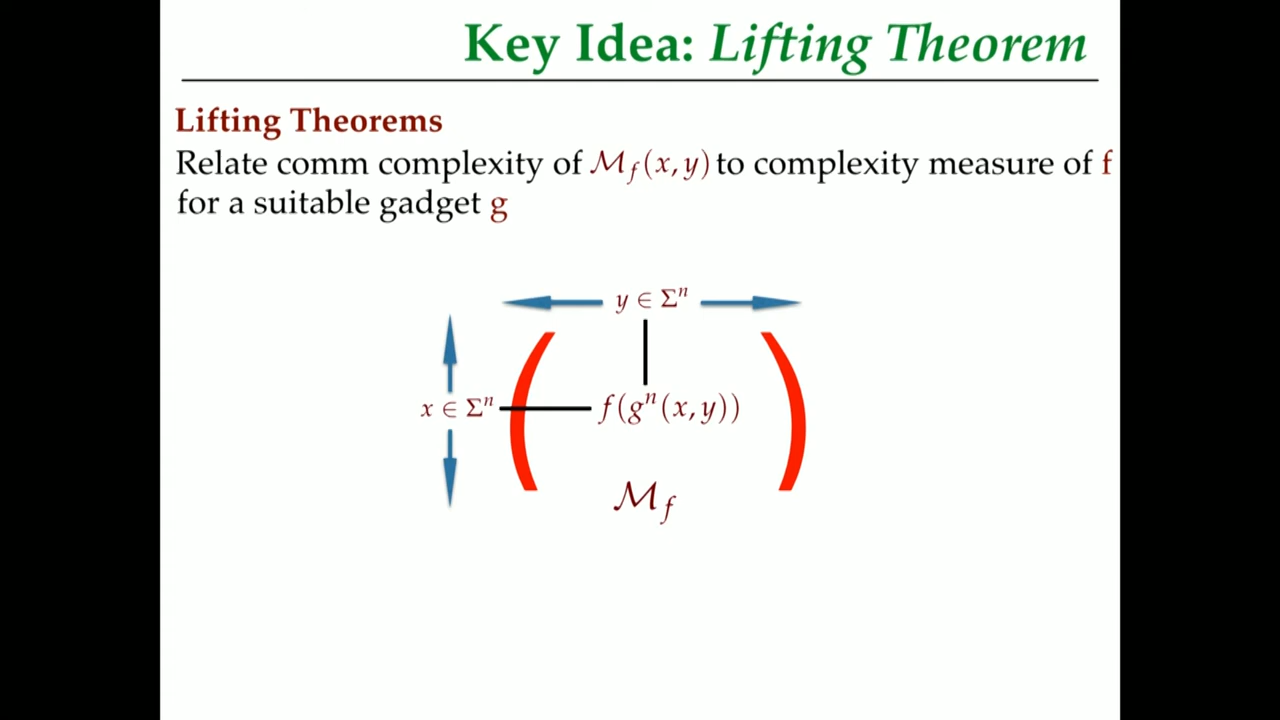 Key Idea: Lifting Theorem
Lifting Theorems
Relate comm complexity of ℳ_f(x, y) to complexity measure of f
for a suitable gadget g
y ∈ Σⁿ
x ∈ Σⁿ
f(gⁿ(x, y))
ℳ_f